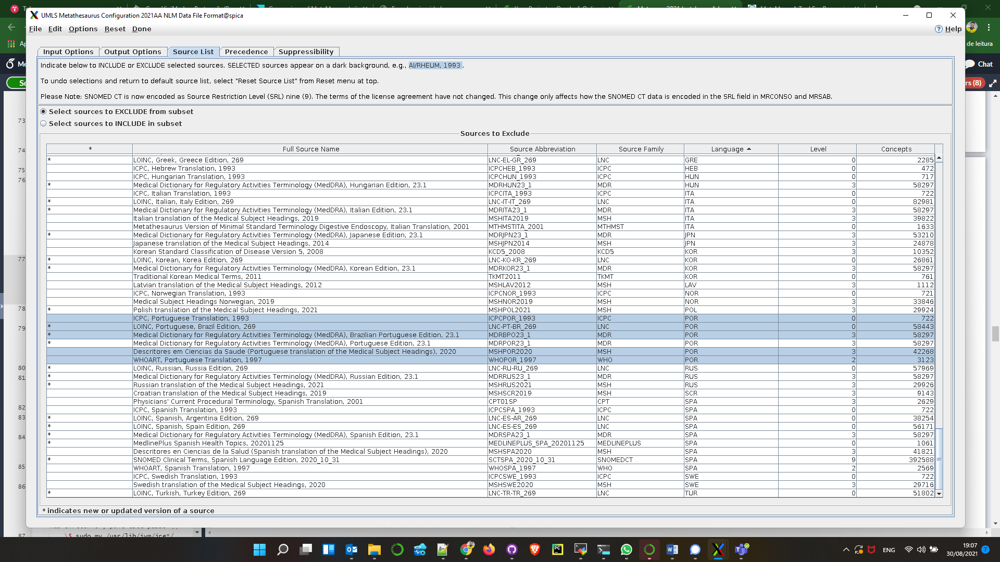 UMLS Metathesaurus Configuration 2021AA NLM Data File Format@spica
File Edit Options Reset Done Help
Input Options Output Options Source List Precedence Suppressibility
Indicate below to INCLUDE or EXCLUDE selected sources. SELECTED sources appear on a dark background, e.g., AI/RHEUM, 1993 .
To undo selections and return to default source list, select "Reset Source List" from Reset menu at top.
Please Note: SNOMED CT is now encoded as Source Restriction Level (SRL) nine (9). The terms of the license agreement have not changed. This change only affects how the SNOMED CT data is encoded in the SRL field in MRCONSO and MRSAB.
Select sources to EXCLUDE from subset
Select sources to INCLUDE in subset
Sources to Exclude
* Full Source Name Source Abbreviation Source Family Language Level Concepts
* LOINC, Greek, Greece Edition, 269 LNC-EL-GR_269 LNC GRE 0 2285
ICPC, Hebrew Translation, 1993 ICPCHEB_1993 ICPC HEB 0 472
ICPC, Hungarian Translation, 1993 ICPCHUN_1993 ICPC HUN 0 717
* Medical Dictionary for Regulatory Activities Terminology (MedDRA), Hungarian Edition, 23.1 MDRHUN23_1 MDR HUN 3 58297
ICPC, Italian Translation, 1993 ICPCITA_1993 ICPC ITA 0 722
* LOINC, Italian, Italy Edition, 269 LNC-IT-IT_269 LNC ITA 0 82981
* Medical Dictionary for Regulatory Activities Terminology (MedDRA), Italian Edition, 23.1 MDRITA23_1 MDR ITA 3 58297
Italian translation of the Medical Subject Headings, 2019 MSHITA2019 MSH ITA 3 39822
Metathesaurus Version of Minimal Standard Terminology Digestive Endoscopy, Italian Translation, 2001 MTHMSTITA_2001 MTHMST ITA 0 1633
* Medical Dictionary for Regulatory Activities Terminology (MedDRA), Japanese Edition, 23.1 MDRJPN23_1 MDR JPN 3 53210
Japanese translation of the Medical Subject Headings, 2014 MSHJPN2014 MSH JPN 3 24878
Korean Standard Classification of Disease Version 5, 2008 KCD5_2008 KCD5 KOR 3 10352
* LOINC, Korean, Korea Edition, 269 LNC-KO-KR_269 LNC KOR 0 26861
* Medical Dictionary for Regulatory Activities Terminology (MedDRA), Korean Edition, 23.1 MDRKOR23_1 MDR KOR 3 58297
Traditional Korean Medical Terms, 2011 TKMT2011 TKMT KOR 0 761
Latvian translation of the Medical Subject Headings, 2012 MSHLAV2012 MSH LAV 3 1112
ICPC, Norwegian Translation, 1993 ICPCNOR_1993 ICPC NOR 0 721
Medical Subject Headings Norwegian, 2019 MSHNOR2019 MSH NOR 3 33846
* Polish translation of the Medical Subject Headings, 2021 MSHPOL2021 MSH POL 3 29924
ICPC, Portuguese Translation, 1993 ICPCPOR_1993 ICPC POR 0 722
* LOINC, Portuguese, Brazil Edition, 269 LNC-PT-BR_269 LNC POR 0 58443
* Medical Dictionary for Regulatory Activities Terminology (MedDRA), Brazilian Portuguese Edition, 23.1 MDRBPO23_1 MDR POR 3 58297
* Medical Dictionary for Regulatory Activities Terminology (MedDRA), Portuguese Edition, 23.1 MDRPOR23_1 MDR POR 3 58297
Descritores em Ciencias da Saude (Portuguese translation of the Medical Subject Headings), 2020 MSHPOR2020 MSH POR 3 42268
WHOART, Portuguese Translation, 1997 WHOPOR_1997 WHO POR 2 3123
* LOINC, Russian, Russia Edition, 269 LNC-RU-RU_269 LNC RUS 0 57969
* Medical Dictionary for Regulatory Activities Terminology (MedDRA), Russian Edition, 23.1 MDRRUS23_1 MDR RUS 3 58297
* Russian translation of the Medical Subject Headings, 2021 MSHRUS2021 MSH RUS 3 29926
Croatian translation of the Medical Subject Headings, 2019 MSHSCR2019 MSH SCR 3 9143
Physicians' Current Procedural Terminology, Spanish Translation, 2001 CPT01SP CPT SPA 3 2629
ICPC, Spanish Translation, 1993 ICPCSPA_1993 ICPC SPA 0 722
* LOINC, Spanish, Argentina Edition, 269 LNC-ES-AR_269 LNC SPA 0 38254
* LOINC, Spanish, Spain Edition, 269 LNC-ES-ES_269 LNC SPA 0 56171
* Medical Dictionary for Regulatory Activities Terminology (MedDRA), Spanish Edition, 23.1 MDRSPA23_1 MDR SPA 3 58297
* MedlinePlus Spanish Health Topics, 20201125 MEDLINEPLUS_SPA_20201125 MEDLINEPLUS SPA 0 1061
Descritores en Ciencias de la Salud (Spanish translation of the Medical Subject Headings), 2020 MSHSPA2020 MSH SPA 3 41821
* SNOMED Clinical Terms, Spanish Language Edition, 2020_10_31 SCTSPA_2020_10_31 SNOMEDCT SPA 9 392588
WHOART, Spanish Translation, 1997 WHOSPA_1997 WHO SPA 2 2569
ICPC, Swedish Translation, 1993 ICPCSWE_1993 ICPC SWE 0 722
Swedish translation of the Medical Subject Headings, 2020 MSHSWE2020 MSH SWE 3 29716
* LOINC, Turkish, Turkey Edition, 269 LNC-TR-TR_269 LNC TUR 0 51802
* indicates new or updated version of a source
de leitura
Chat
rs (8)
73
74
75
76
77
78
79
80
81
82
83
84
85
86
87 \$ sudo mv /usr/lib/jvm/jre*/
ENG 19:07
30/08/2021 7